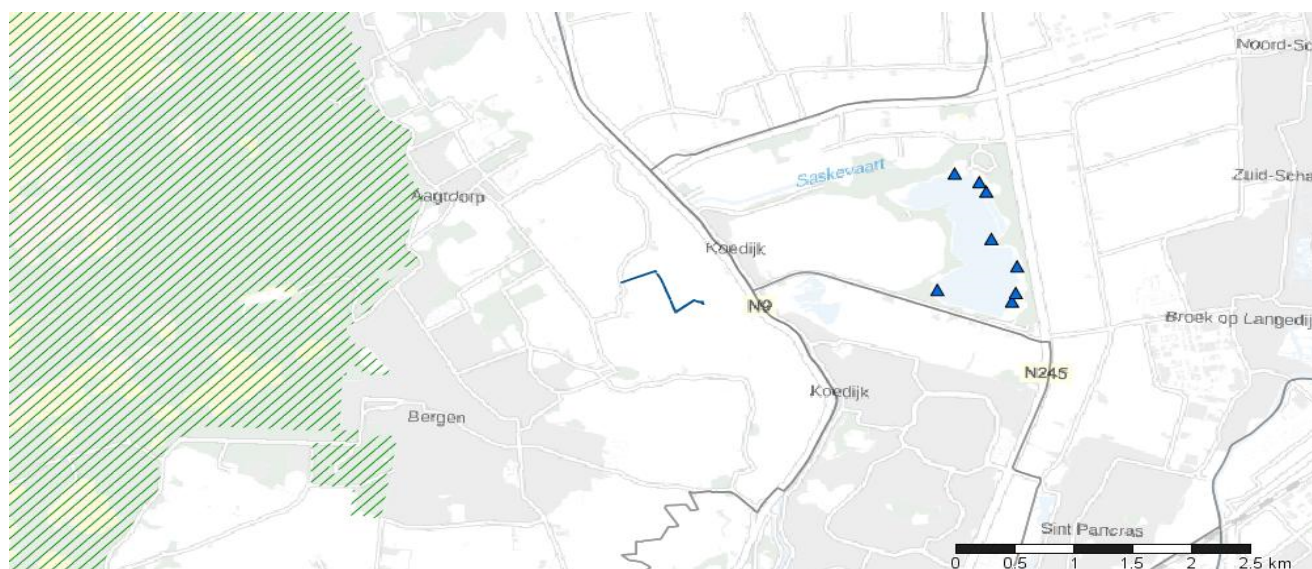 Noord-Sc
Saskevaart
Zuid-Scha
Aagtdorp
Koedijk
N9
Broek op Langedij
N245
Koedijk
Bergen
Sint Pancras
0 0.5 1 1.5 2 2.5 km